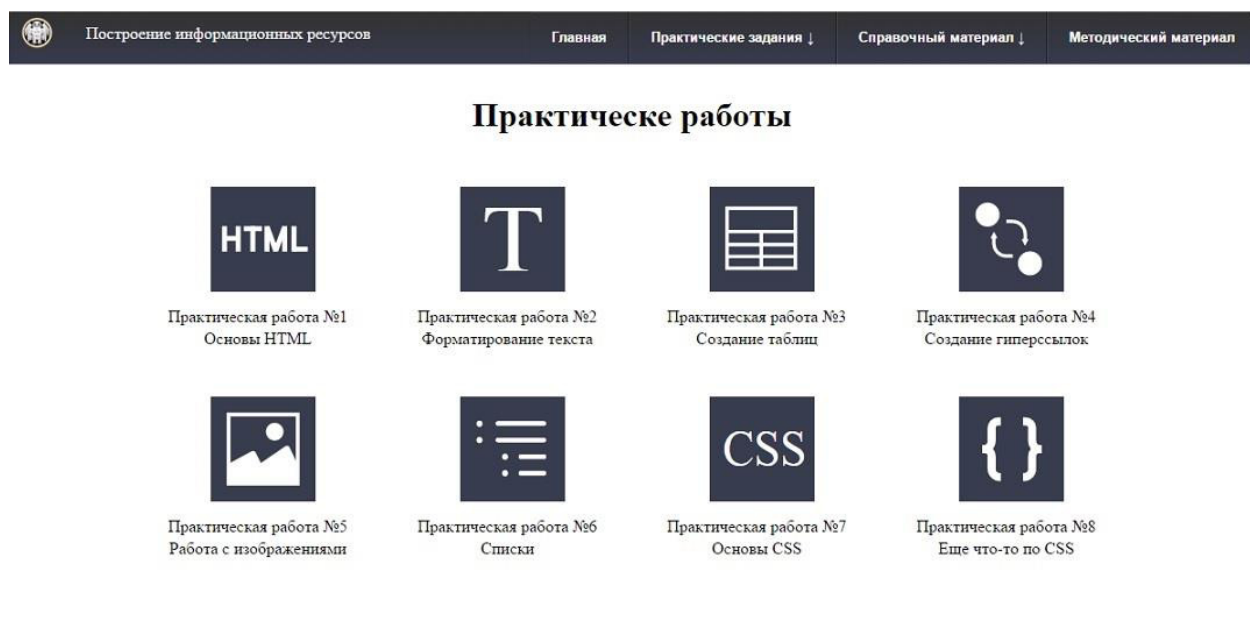 Построение информационных ресурсов
Главная
Практические задания ↓
Справочный материал ↓
Методический материал
Практическе работы
HTML
T
Практическая работа №1
Основы HTML
Практическая работа №2
Форматирование текста
Практическая работа №3
Создание таблиц
Практическая работа №4
Создание гиперссылок
CSS
{ }
Практическая работа №5
Работа с изображениями
Практическая работа №6
Списки
Практическая работа №7
Основы CSS
Практическая работа №8
Еще что-то по CSS